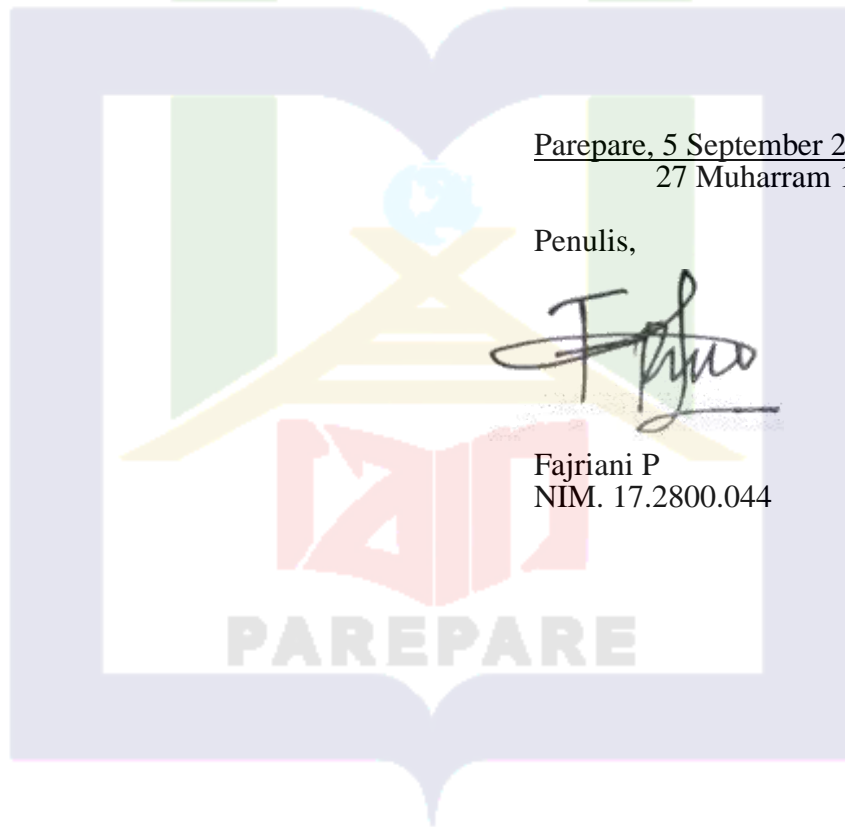 Parepare, 5 September 2
27 Muharram 1
Penulis,
Fajriani P
NIM. 17.2800.044
PAREPARE